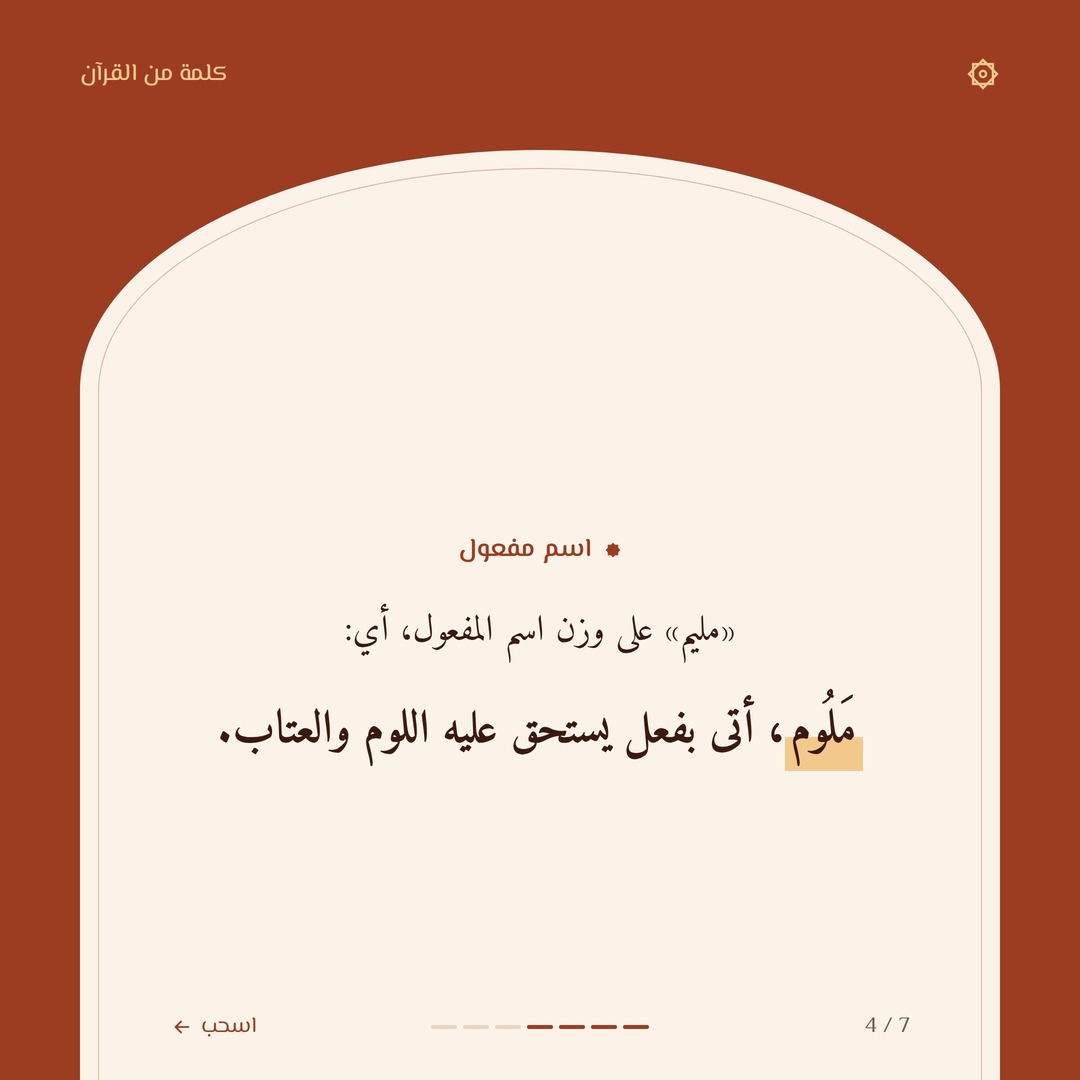 كلمة من القرآن
اسم مفعول
«مليم» على وزن اسم المفعول، أي:
مَلُوم، أتى بفعل يستحق عليه اللوم والعتاب.
4 / 7
اسحب ←